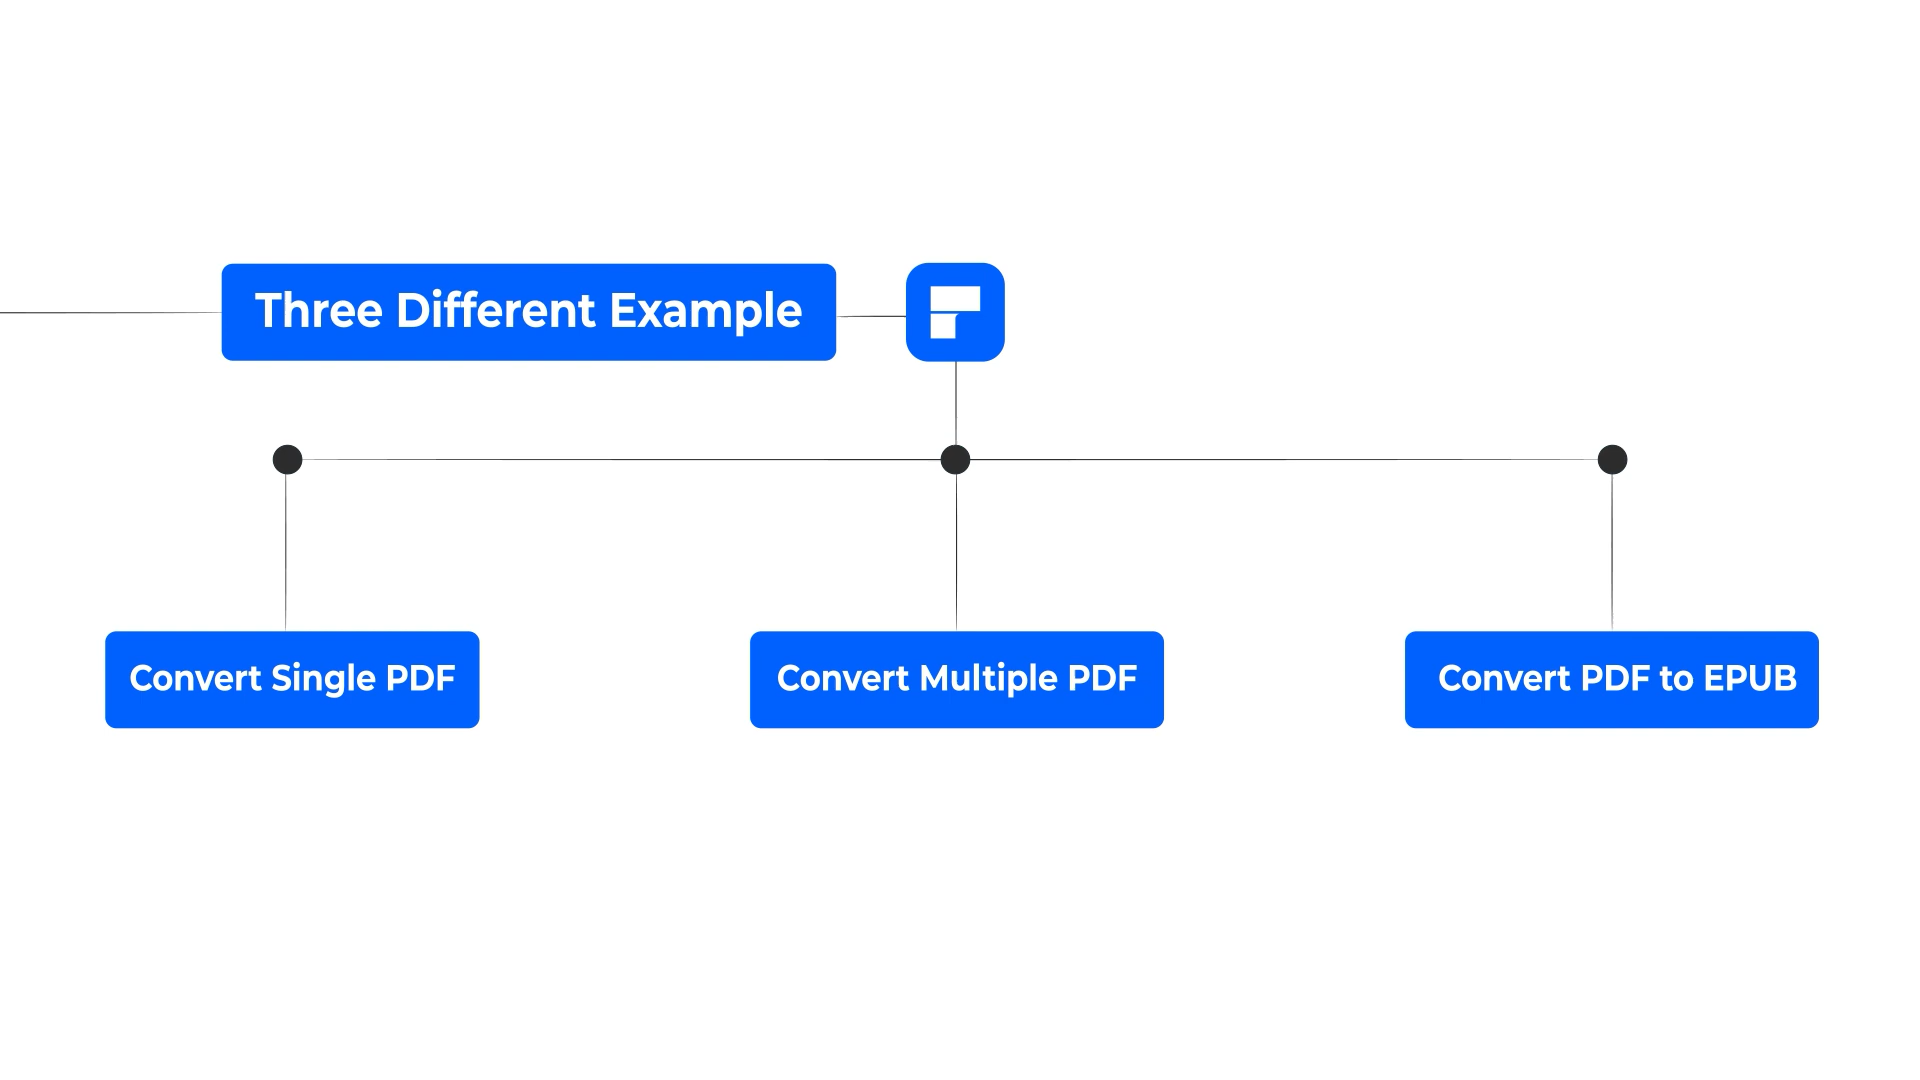 Three Different Example
Convert Single PDF
Convert Multiple PDF
Convert PDF to EPUB